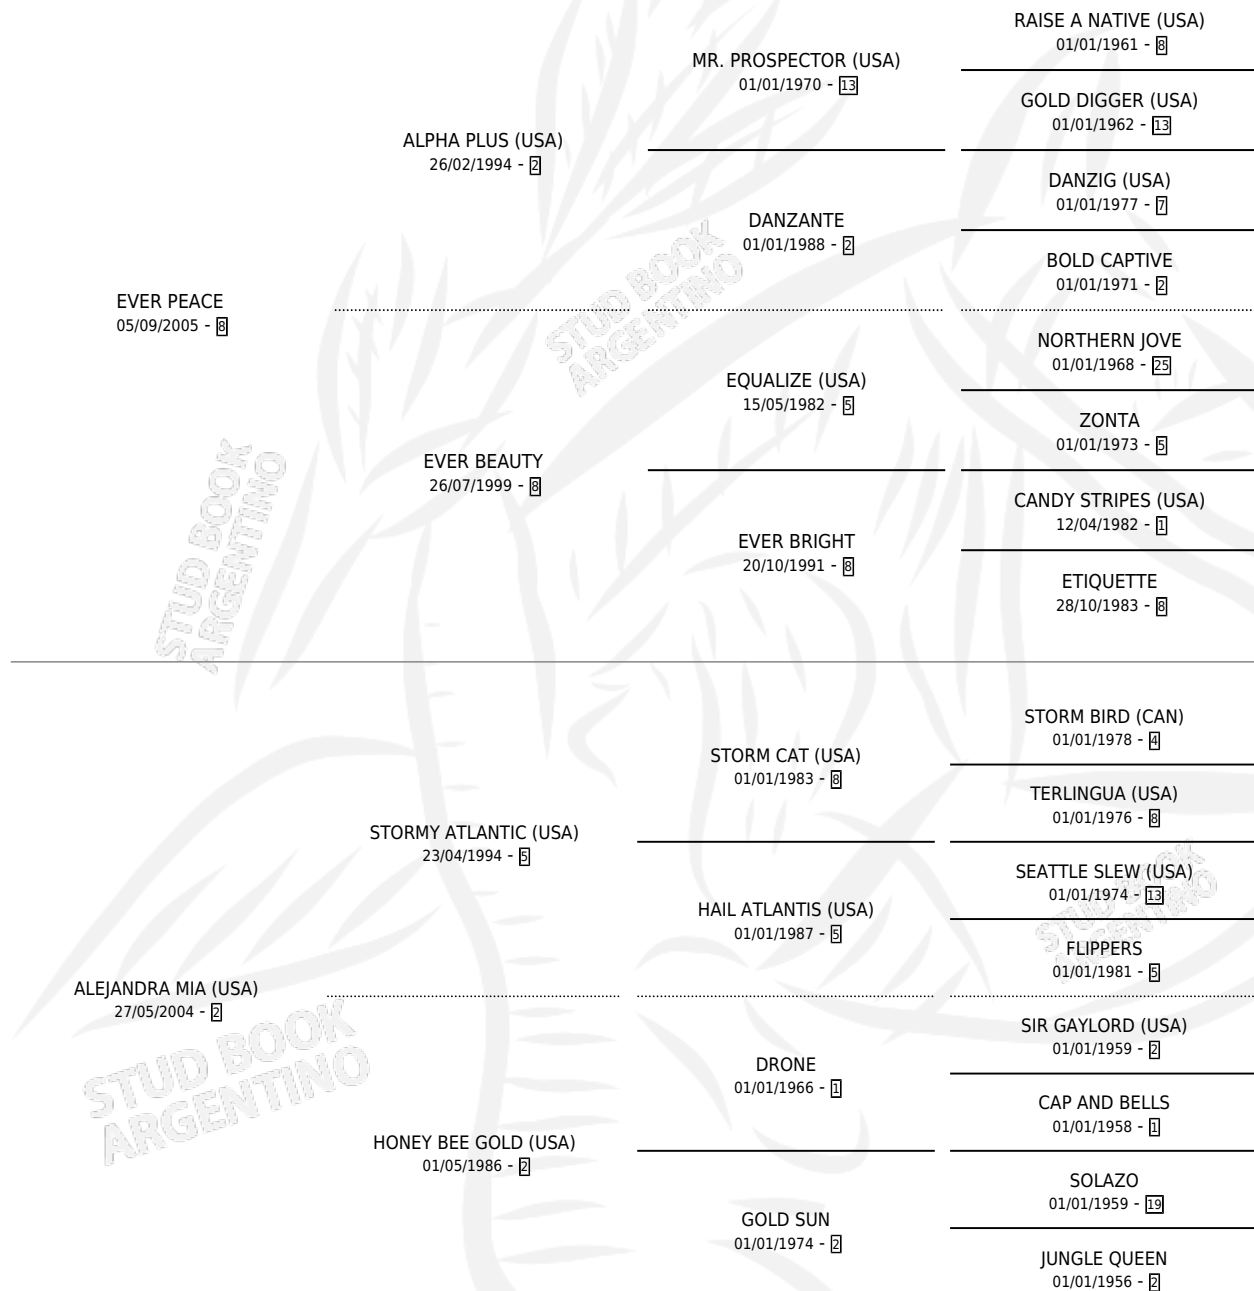 RAISE A NATIVE (USA)
01/01/1961 - 8
MR. PROSPECTOR (USA)
01/01/1970 - 13
GOLD DIGGER (USA)
01/01/1962 - 13
ALPHA PLUS (USA)
26/02/1994 - 2
DANZIG (USA)
01/01/1977 - 7
DANZANTE
01/01/1988 - 2
BOLD CAPTIVE
01/01/1971 - 2
EVER PEACE
05/09/2005 - 8
NORTHERN JOVE
01/01/1968 - 25
EQUALIZE (USA)
15/05/1982 - 5
ZONTA
01/01/1973 - 5
EVER BEAUTY
26/07/1999 - 8
CANDY STRIPES (USA)
12/04/1982 - 1
EVER BRIGHT
20/10/1991 - 8
ETIQUETTE
28/10/1983 - 8
STORM BIRD (CAN)
01/01/1978 - 4
STORM CAT (USA)
01/01/1983 - 8
TERLINGUA (USA)
01/01/1976 - 8
STORMY ATLANTIC (USA)
23/04/1994 - 5
SEATTLE SLEW (USA)
01/01/1974 - 13
HAIL ATLANTIS (USA)
01/01/1987 - 5
FLIPPERS
01/01/1981 - 5
ALEJANDRA MIA (USA)
27/05/2004 - 2
SIR GAYLORD (USA)
01/01/1959 - 2
DRONE
01/01/1966 - 1
CAP AND BELLS
01/01/1958 - 1
HONEY BEE GOLD (USA)
01/05/1986 - 2
SOLAZO
01/01/1959 - 19
GOLD SUN
01/01/1974 - 2
JUNGLE QUEEN
01/01/1956 - 2
STUD BOOK
ARGENTINO
STUD BOOK
ARGENTINO
STUD BOOK
ARGENTINO
STUD BOOK
ARGENTINO